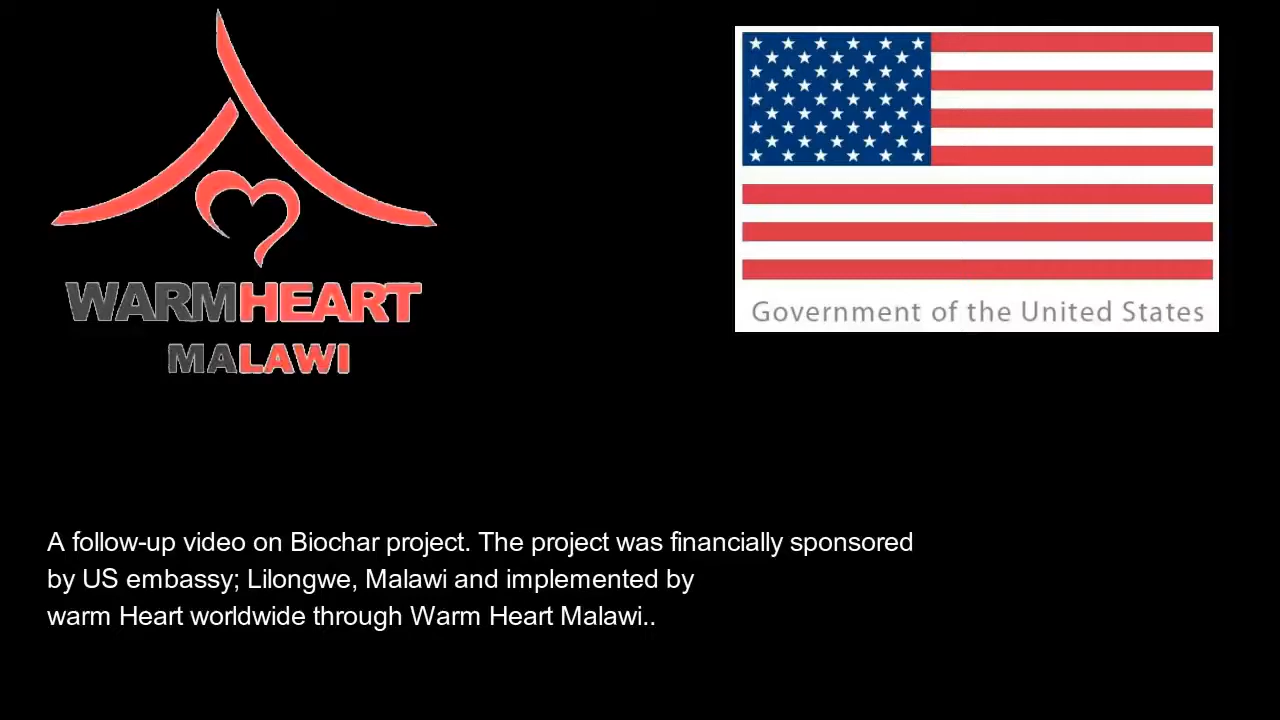 WARMHEART
MALAWI
Government of the United States
A follow-up video on Biochar project. The project was financially sponsored
by US embassy; Lilongwe, Malawi and implemented by
warm Heart worldwide through Warm Heart Malawi..